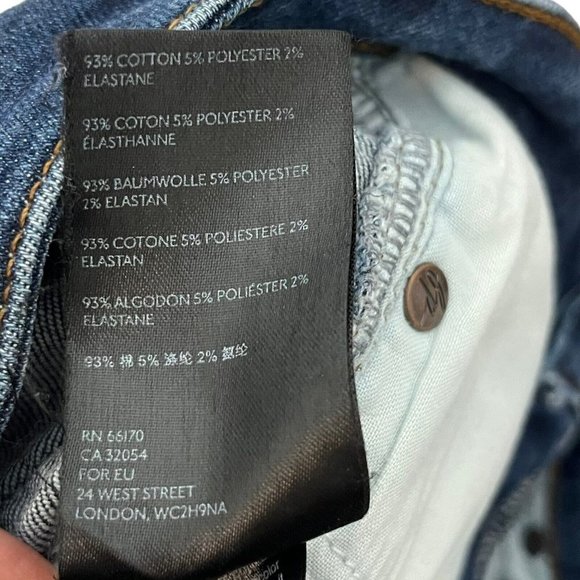 93% COTTON 5% POLYESTER 2%
ELASTANE
93% COTON 5% POLYESTER 2%
ÉLASTHANNE
93% BAUMWOLLE 5% POLYESTER
2% ELASTAN
93% COTONE 5% POLIESTERE 2%
ELASTAN
93% ALGODON 5% POLIÉSTER 2%
ELASTANE
93% 棉 5% 涤纶 2% 氨纶
RN 66170
CA 32054
FOR EU
24 WEST STREET
LONDON, WC2H9NA